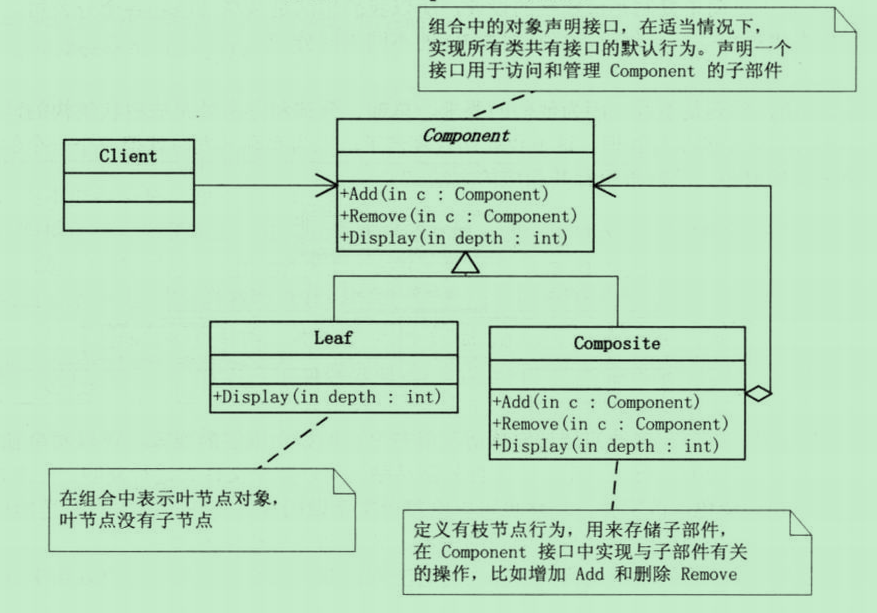 组合中的对象声明接口，在适当情况下，
实现所有类共有接口的默认行为。声明一个
接口用于访问和管理 Component 的子部件
Client
Component
+Add(in c : Component)
+Remove(in c : Component)
+Display(in depth : int)
Leaf
+Display(in depth : int)
Composite
+Add(in c : Component)
+Remove(in c : Component)
+Display(in depth : int)
在组合中表示叶节点对象，
叶节点没有子节点
定义有枝节点行为，用来存储子部件，
在 Component 接口中实现与子部件有关
的操作，比如增加 Add 和删除 Remove